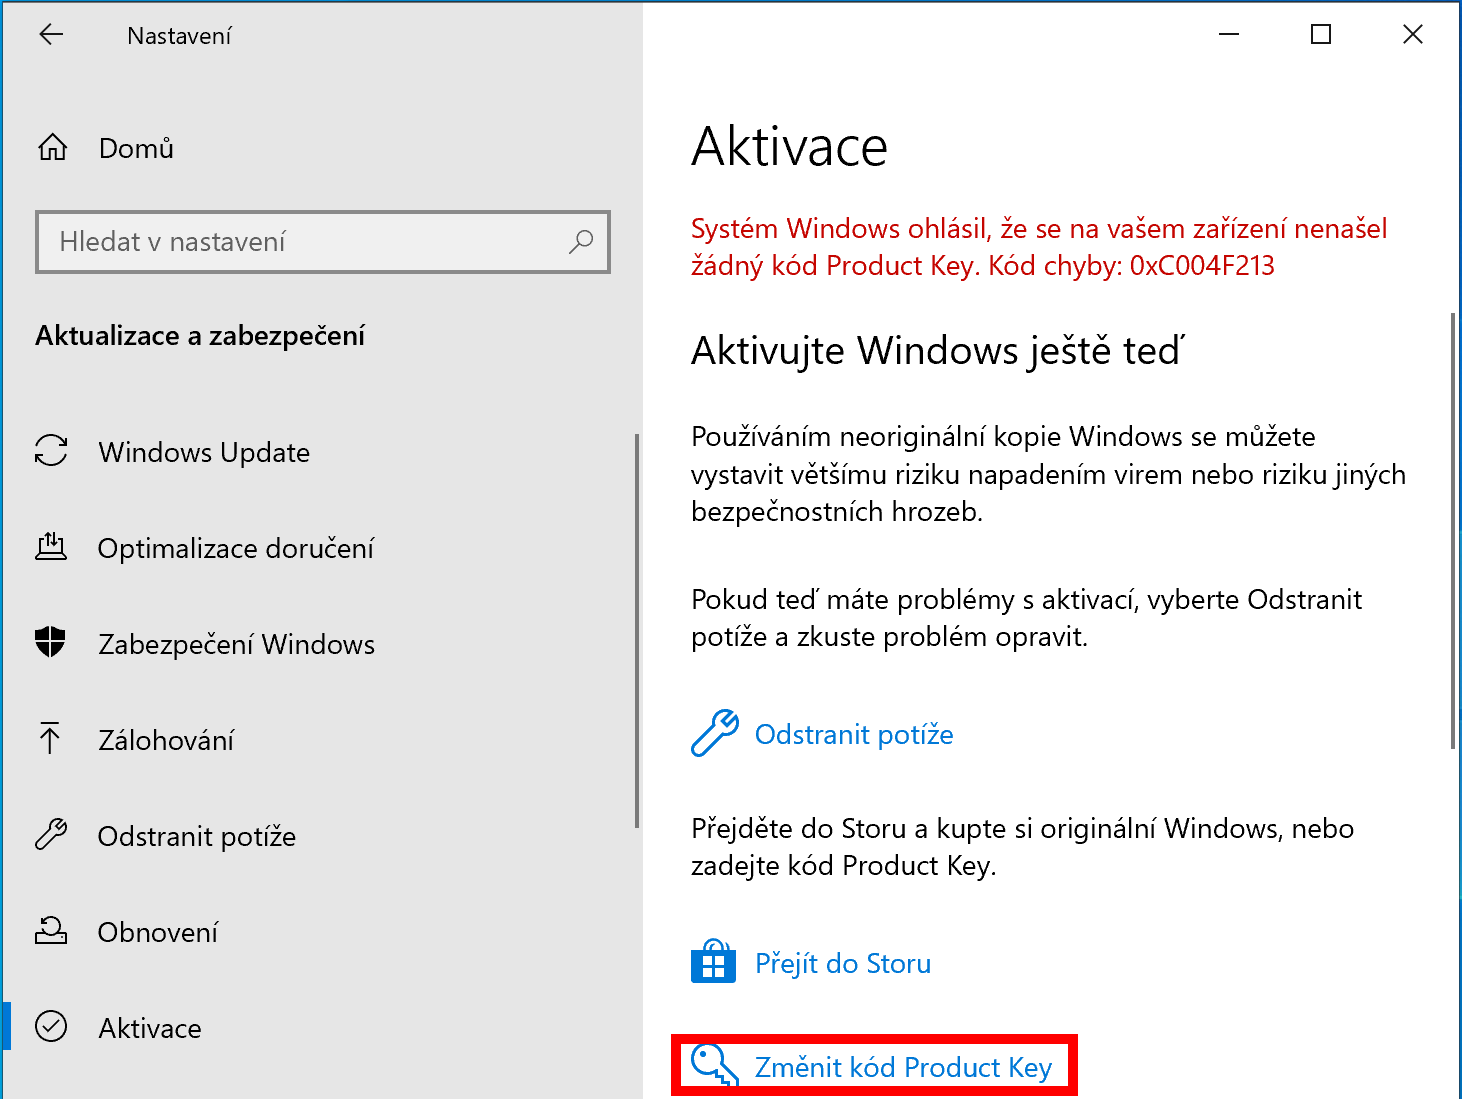 Nastavení
Domů
Hledat v nastavení
Aktualizace a zabezpečení
Windows Update
Optimalizace doručení
Zabezpečení Windows
Zálohování
Odstranit potíže
Obnovení
Aktivace
Aktivace
Systém Windows ohlásil, že se na vašem zařízení nenašel
žádný kód Product Key. Kód chyby: 0xC004F213
Aktivujte Windows ještě teď
Používáním neoriginální kopie Windows se můžete
vystavit většímu riziku napadením virem nebo riziku jiných
bezpečnostních hrozeb.
Pokud teď máte problémy s aktivací, vyberte Odstranit
potíže a zkuste problém opravit.
Odstranit potíže
Přejděte do Storu a kupte si originální Windows, nebo
zadejte kód Product Key.
Přejít do Storu
Změnit kód Product Key